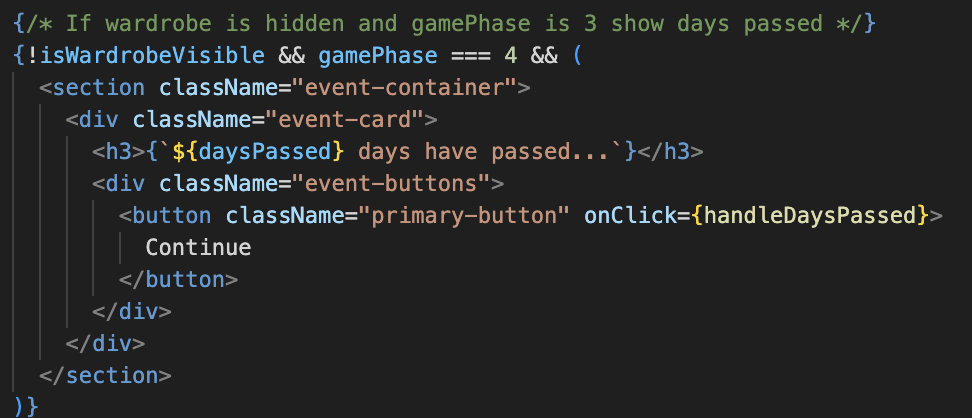 {/* If wardrobe is hidden and gamePhase is 3 show days passed */}
{!isWardrobeVisible && gamePhase === 4 && (
<section className="event-container">
<div className="event-card">
<h3>{`${daysPassed} days have passed...`}</h3>
<div className="event-buttons">
<button className="primary-button" onClick={handleDaysPassed}>
Continue
</button>
</div>
</div>
</section>
)}